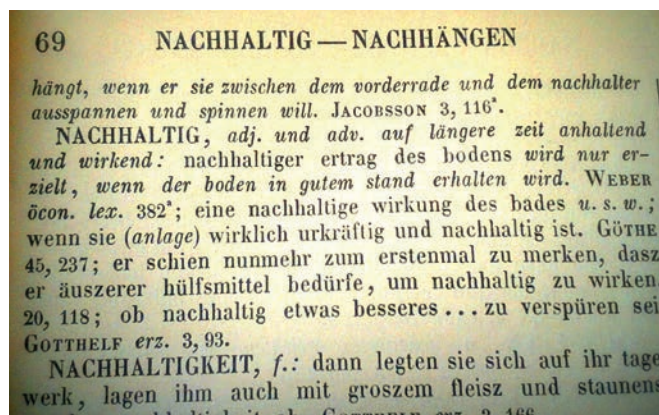 69 NACHHALTIG — NACHHÄNGEN
hängt, wenn er sie zwischen dem vorderrade und dem nachhalter
ausspannen und spinnen will. JACOBSSON 3, 116ᵃ.
NACHHALTIG, adj. und adv. auf längere zeit anhaltend
und wirkend: nachhaltiger ertrag des bodens wird nur er-
zielt, wenn der boden in gutem stand erhalten wird. WEBER
öcon. lex. 382ᵃ; eine nachhaltige wirkung des bades u. s. w.;
wenn sie (anlage) wirklich urkräftig und nachhaltig ist. GÖTHE
45, 237; er schien nunmehr zum erstenmal zu merken, dasz
er äuszerer hülfsmittel bedürfe, um nachhaltig zu wirken
20, 118; ob nachhaltig etwas besseres ... zu verspüren sei
GOTTHELF erz. 3, 93.
NACHHALTIGKEIT, f.: dann legten sie sich auf ihr tage
werk, lagen ihm auch mit groszem fleisz und staunens